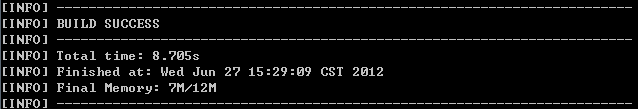 [INFO] ------------------------------------------------------------------------
[INFO] BUILD SUCCESS
[INFO] ------------------------------------------------------------------------
[INFO] Total time: 8.705s
[INFO] Finished at: Wed Jun 27 15:29:09 CST 2012
[INFO] Final Memory: 7M/12M
[INFO] ------------------------------------------------------------------------